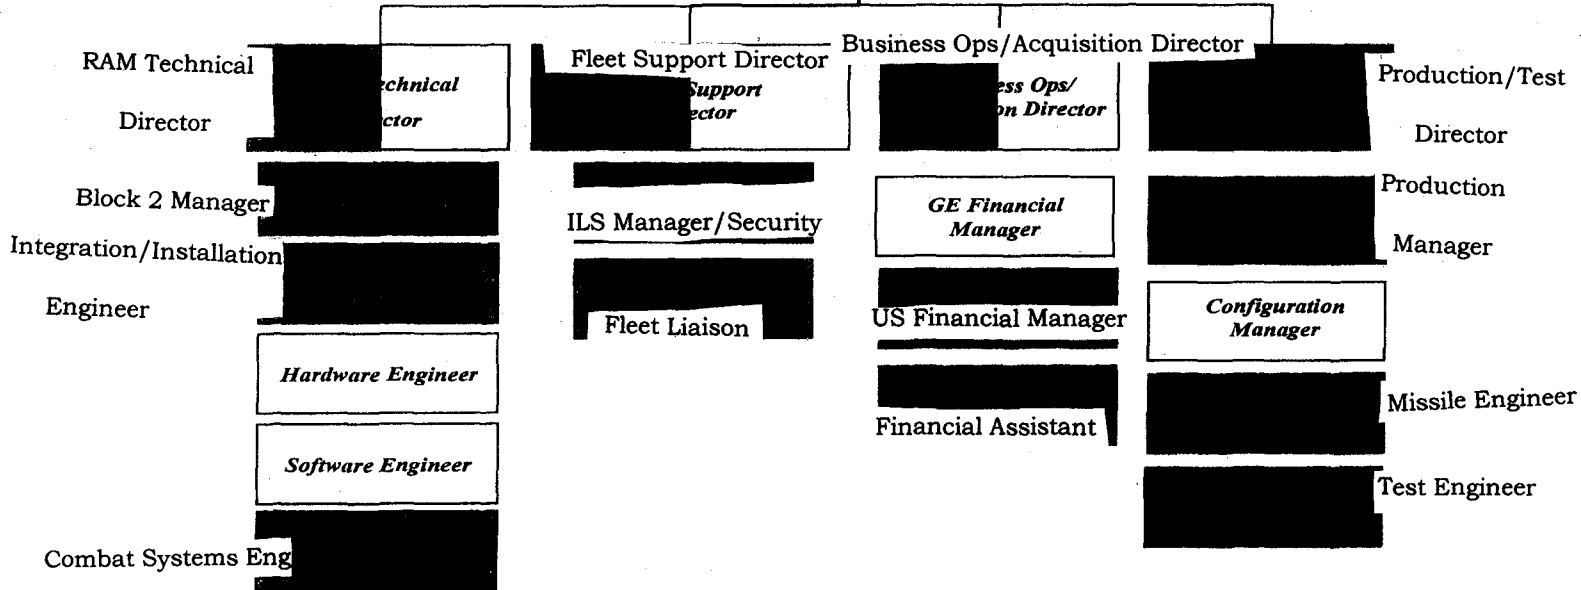 RAM Technical
Director
Fleet Support Director
Business Ops/Acquisition Director
Production/Test
Director
Support
Director
Block 2 Manager
Integration/Installation
Engineer
Hardware Engineer
Software Engineer
Combat Systems Eng
ILS Manager/Security
Fleet Liaison
GE Financial
Manager
US Financial Manager
Financial Assistant
Production
Manager
Configuration
Manager
Missile Engineer
Test Engineer